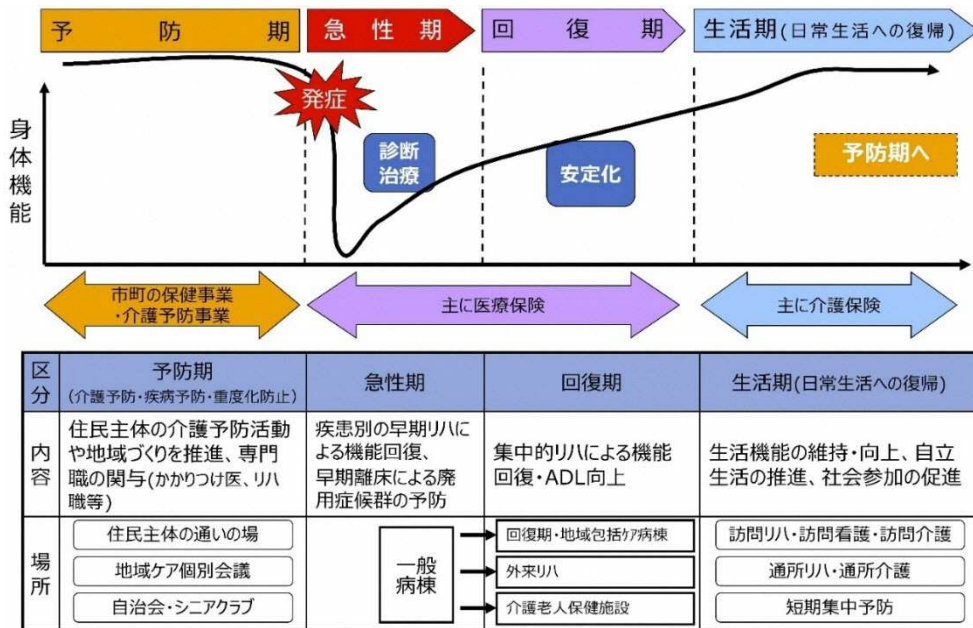 予防期
急性期
回復期
生活期(日常生活への復帰)
発症
身体機能
診断
治療
安定化
予防期へ
市町の保健事業
・介護予防事業
主に医療保険
主に介護保険
区分
予防期
(介護予防・疾病予防・重度化防止)
急性期
回復期
生活期(日常生活への復帰)
内容
住民主体の介護予防活動
や地域づくりを推進、専門
職の関与(かかりつけ医、リハ
職等)
疾患別の早期リハに
よる機能回復、
早期離床による廃
用症候群の予防
集中的リハによる機能
回復・ADL向上
生活機能の維持・向上、自立
生活の推進、社会参加の促進
場所
住民主体の通いの場
地域ケア個別会議
自治会・シニアクラブ
一般
病棟
回復期・地域包括ケア病棟
外来リハ
介護老人保健施設
訪問リハ・訪問看護・訪問介護
通所リハ・通所介護
短期集中予防